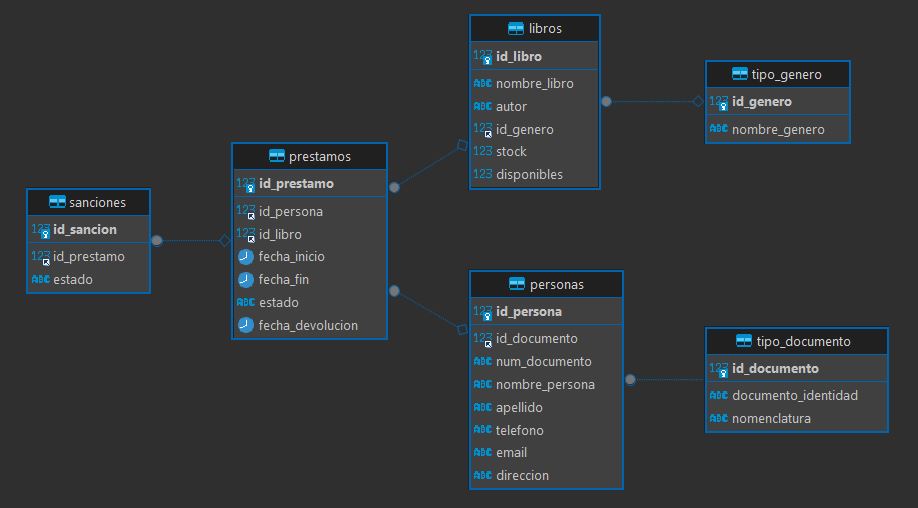 libros
123 id_libro
ABC nombre_libro
ABC autor
123 id_genero
123 stock
123 disponibles
tipo_genero
123 id_genero
ABC nombre_genero
prestamos
123 id_prestamo
123 id_persona
123 id_libro
fecha_inicio
fecha_fin
ABC estado
fecha_devolucion
sanciones
123 id_sancion
123 id_prestamo
ABC estado
personas
123 id_persona
123 id_documento
ABC num_documento
ABC nombre_persona
ABC apellido
ABC telefono
ABC email
ABC direccion
tipo_documento
123 id_documento
ABC documento_identidad
ABC nomenclatura